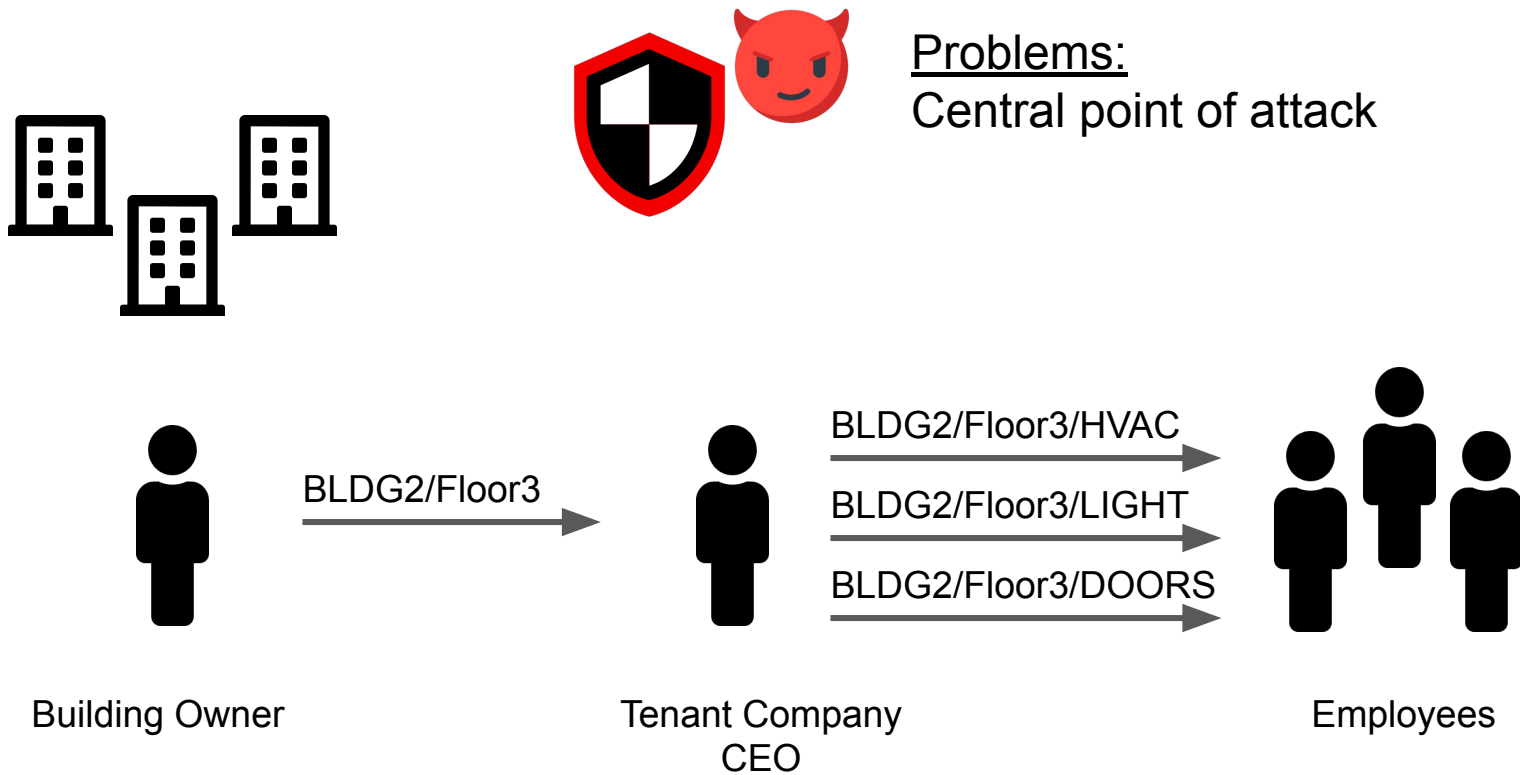 Problems:
Central point of attack
BLDG2/Floor3
BLDG2/Floor3/HVAC
BLDG2/Floor3/LIGHT
BLDG2/Floor3/DOORS
Building Owner
Tenant Company
CEO
Employees